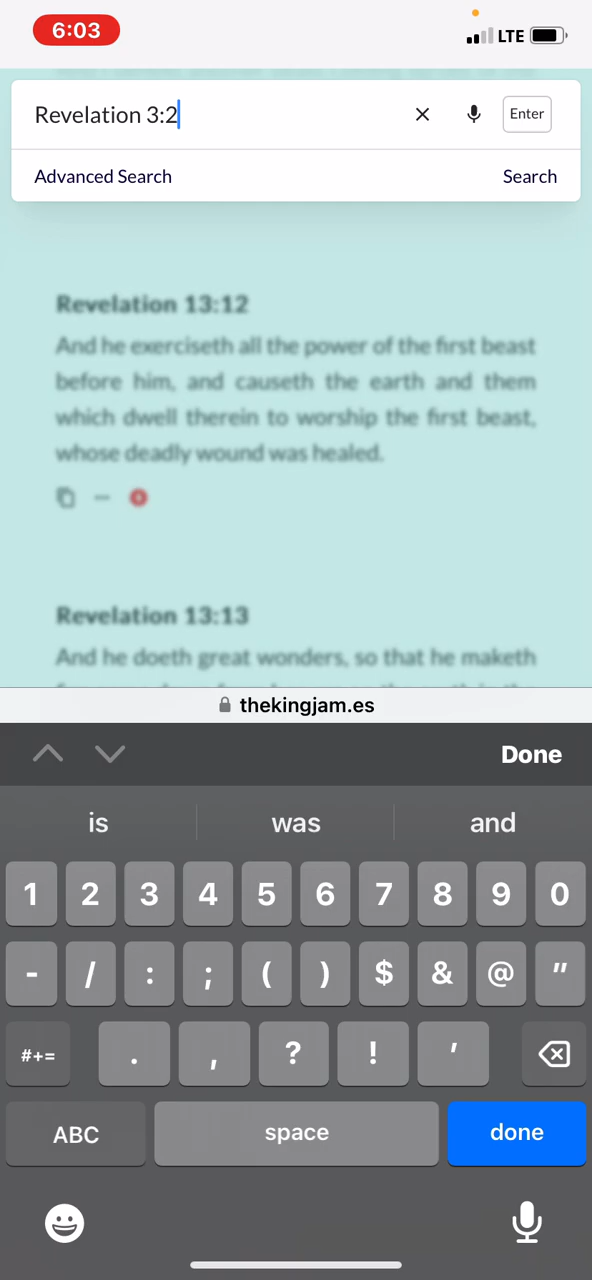 6:03
LTE
Revelation 3:2
Enter
Advanced Search
Search
Revelation 13:12
And he exerciseth all the power of the first beast
before him, and causeth the earth and them
which dwell therein to worship the first beast,
whose deadly wound was healed.
Revelation 13:13
And he doeth great wonders, so that he maketh
thekingjam.es
Done
is was and
1 2 3 4 5 6 7 8 9 0
- / : ; ( ) $ & @ "
#+= . , ? ! '
ABC space done